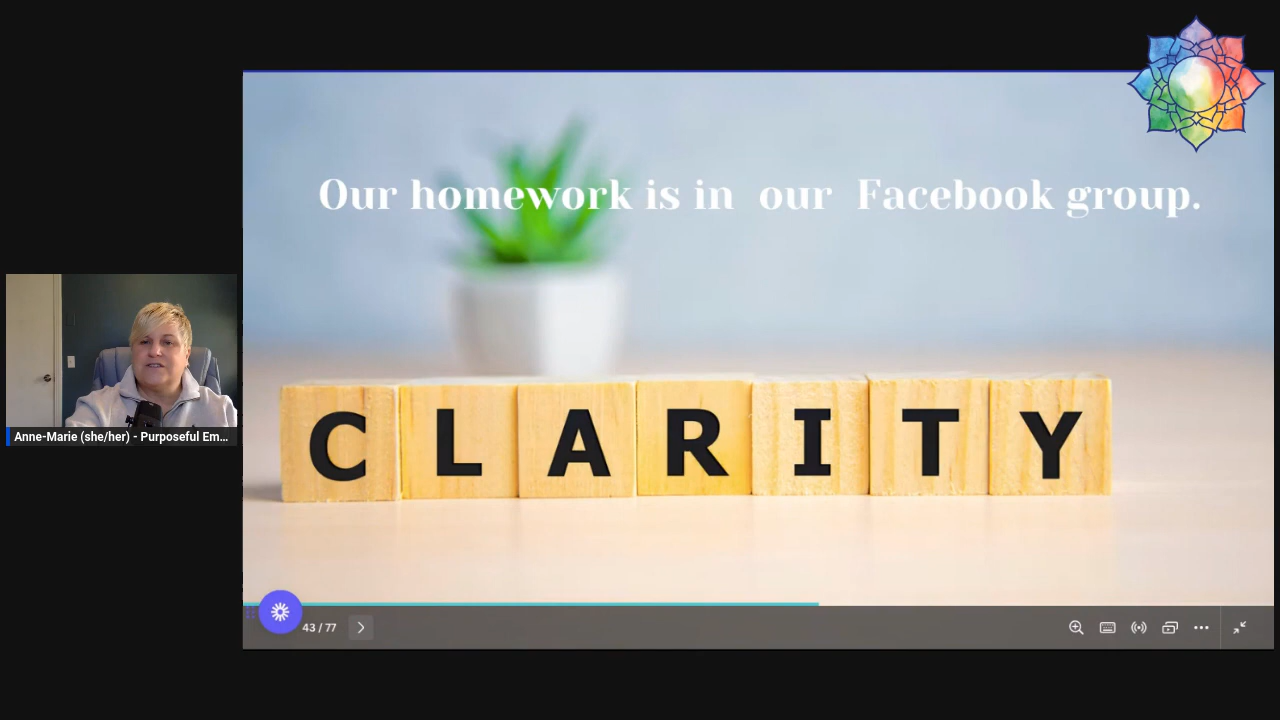 Our homework is in our Facebook group.
CLARITY
Anne-Marie (she/her) - Purposeful Em...
43 / 77